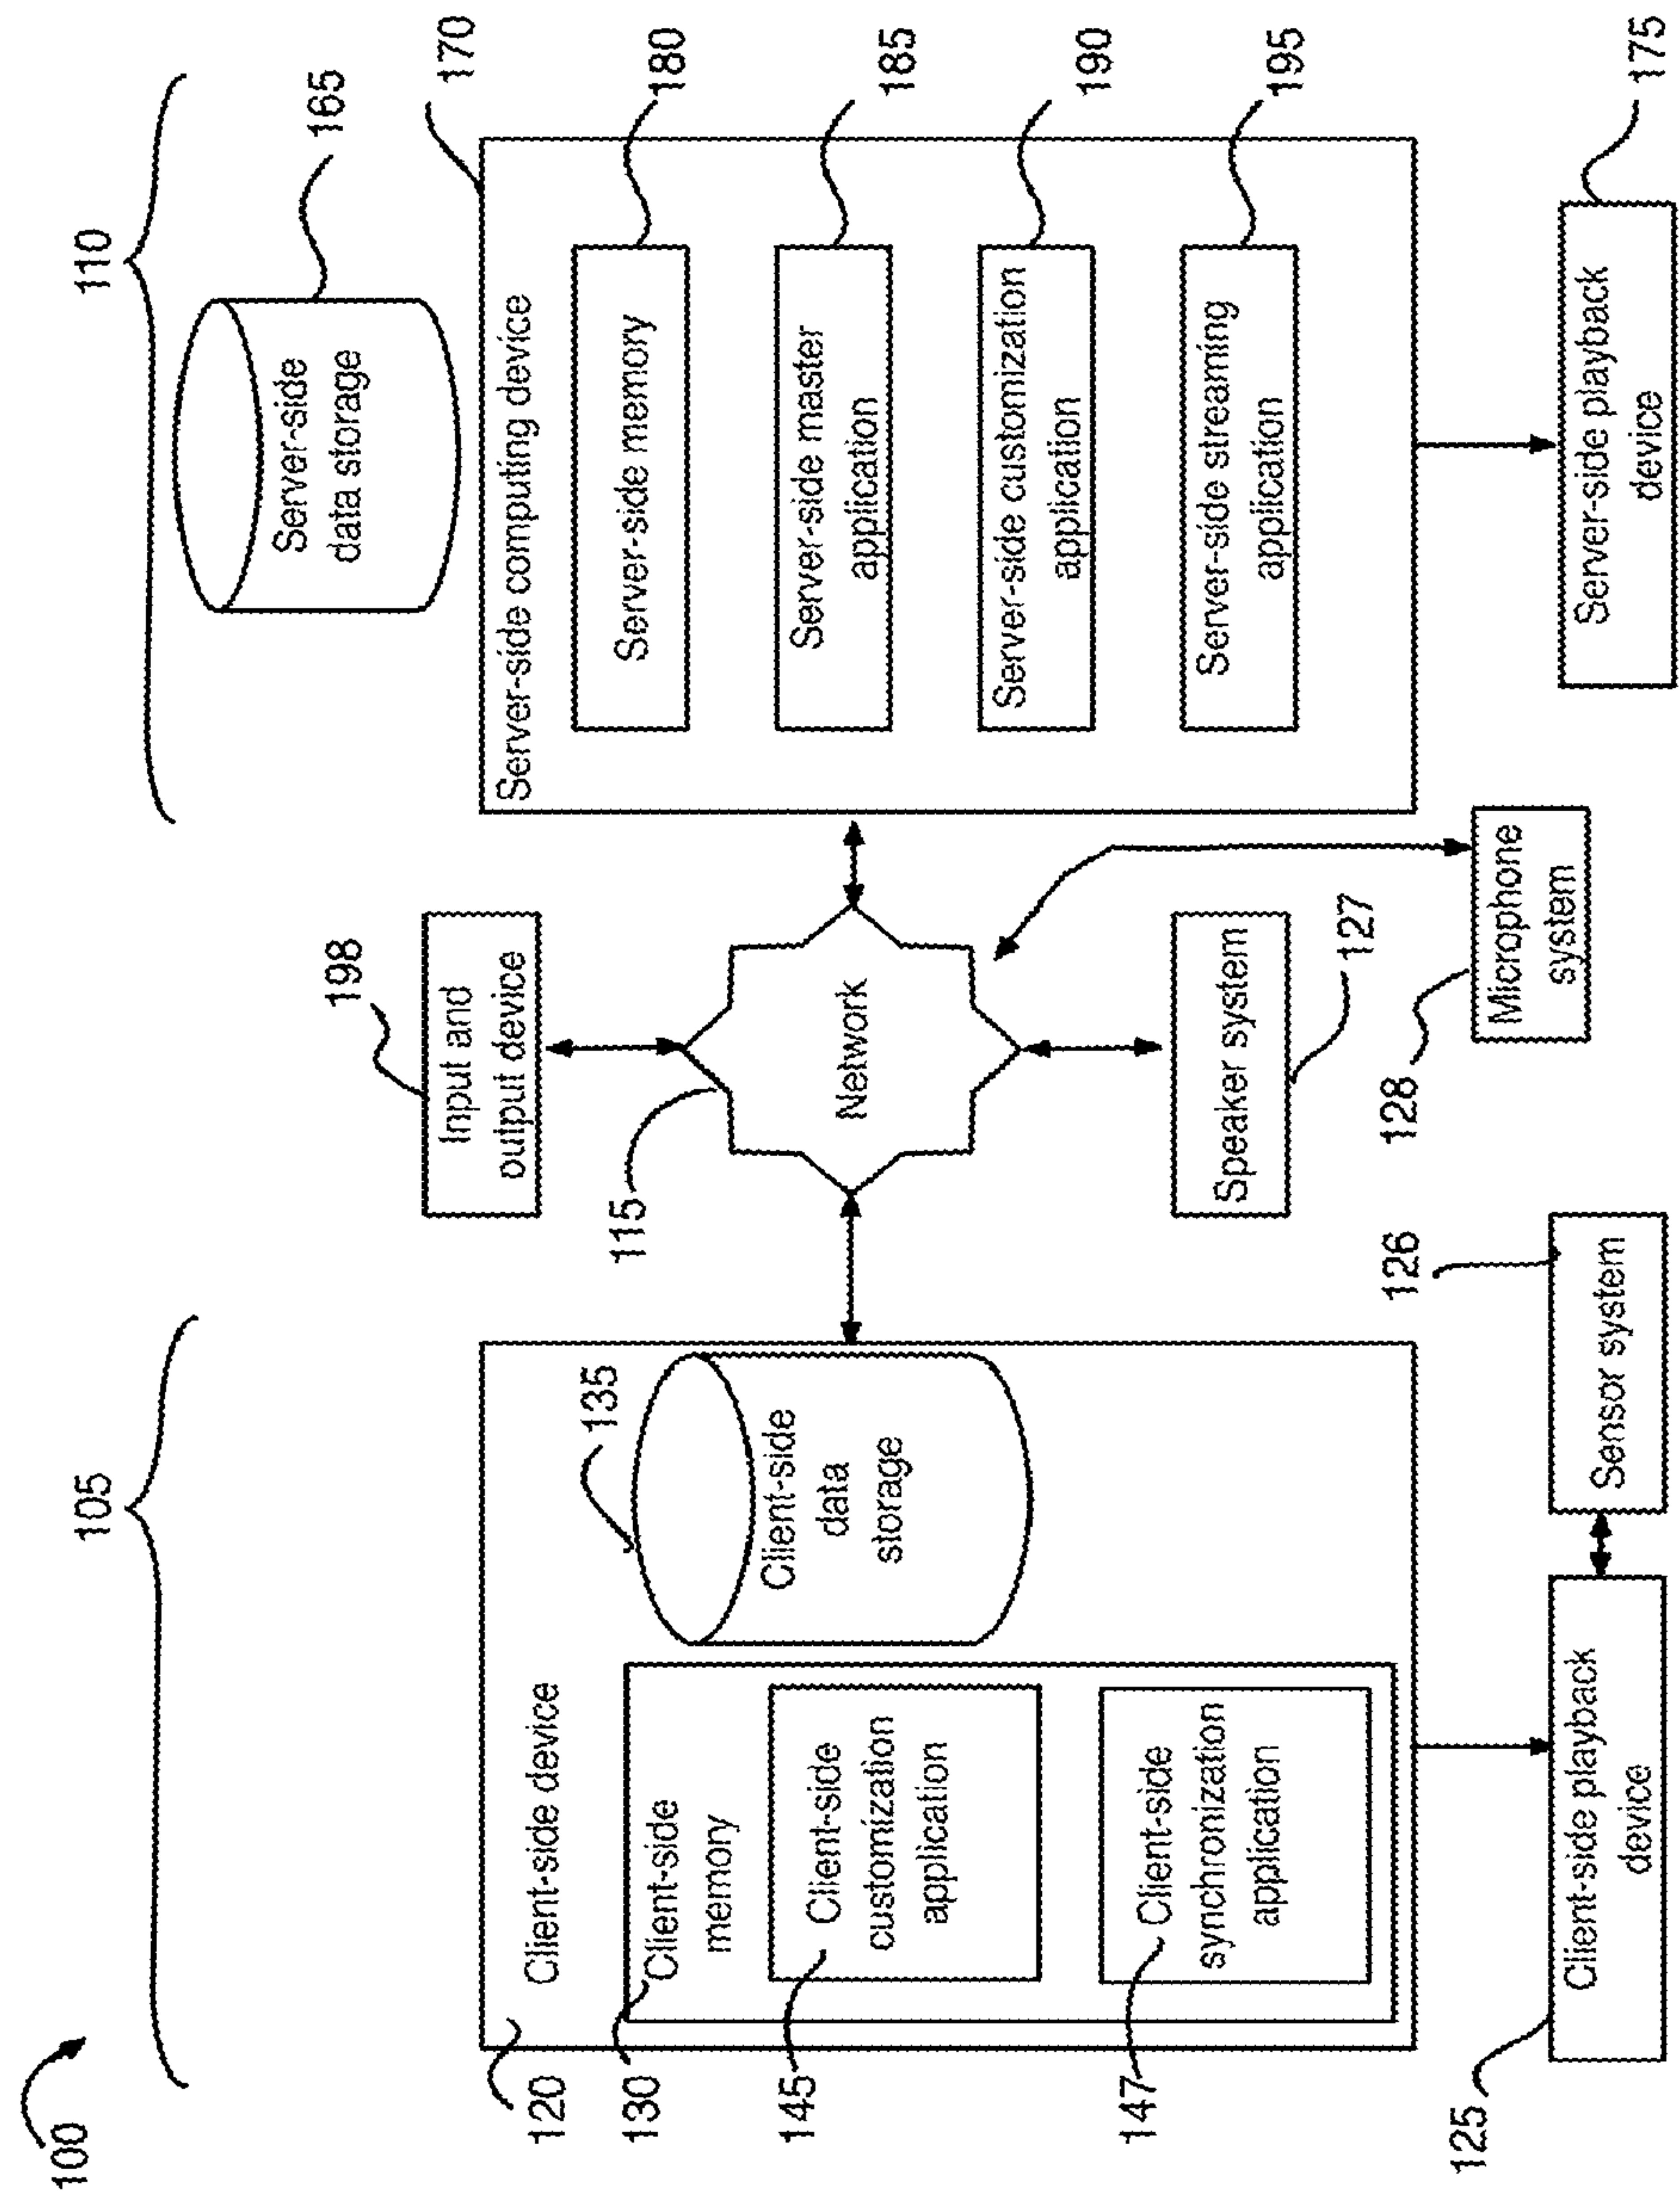 100
105
110
120
Client-side device
130
Client-side
memory
145
Client-side
customization
application
147
Client-side
synchronization
application
135
Client-side
data
storage
125
Client-side playback
device
126
Sensor system
198
Input and
output device
115
Network
Speaker system
127
128
Microphone
system
Server-side
data storage
165
170
Server-side computing device
Server-side memory
180
Server-side master
application
185
Server-side customization
application
190
Server-side streaming
application
195
Server-side playback
device
175